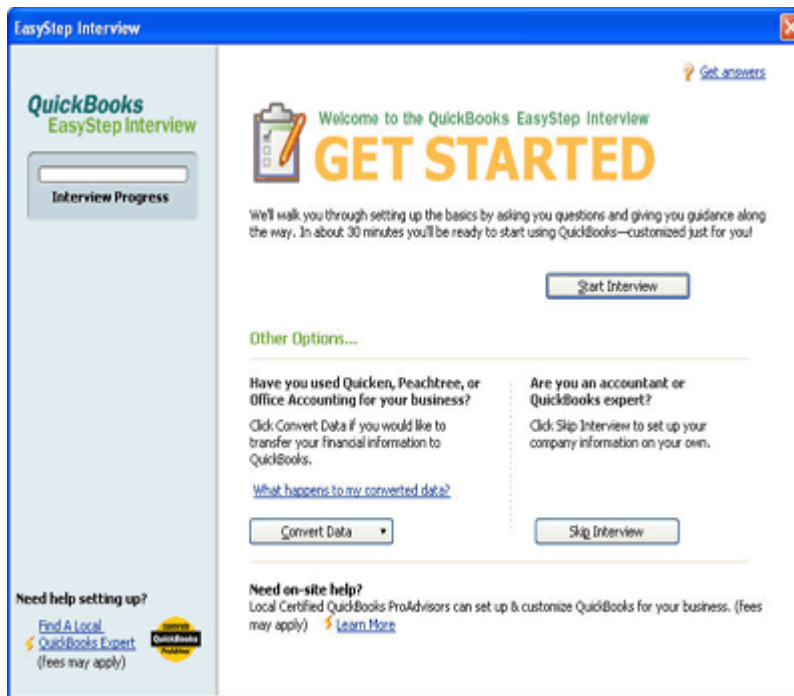 EasyStep Interview
Get answers
QuickBooks
EasyStep Interview
Interview Progress
Welcome to the QuickBooks EasyStep Interview
GET STARTED
We'll walk you through setting up the basics by asking you questions and giving you guidance along
the way. In about 30 minutes you'll be ready to start using QuickBooks—customized just for you!
Start Interview
Other Options...
Have you used Quicken, Peachtree, or
Office Accounting for your business?
Click Convert Data if you would like to
transfer your financial information to
QuickBooks.
What happens to my converted data?
Convert Data
Are you an accountant or
QuickBooks expert?
Click Skip Interview to set up your
company information on your own.
Skip Interview
Need help setting up?
Find A Local
QuickBooks Expert
(fees may apply)
CERTIFIED
QuickBooks
ProAdvisor
Need on-site help?
Local Certified QuickBooks ProAdvisors can set up & customize QuickBooks for your business. (fees
may apply) Learn More